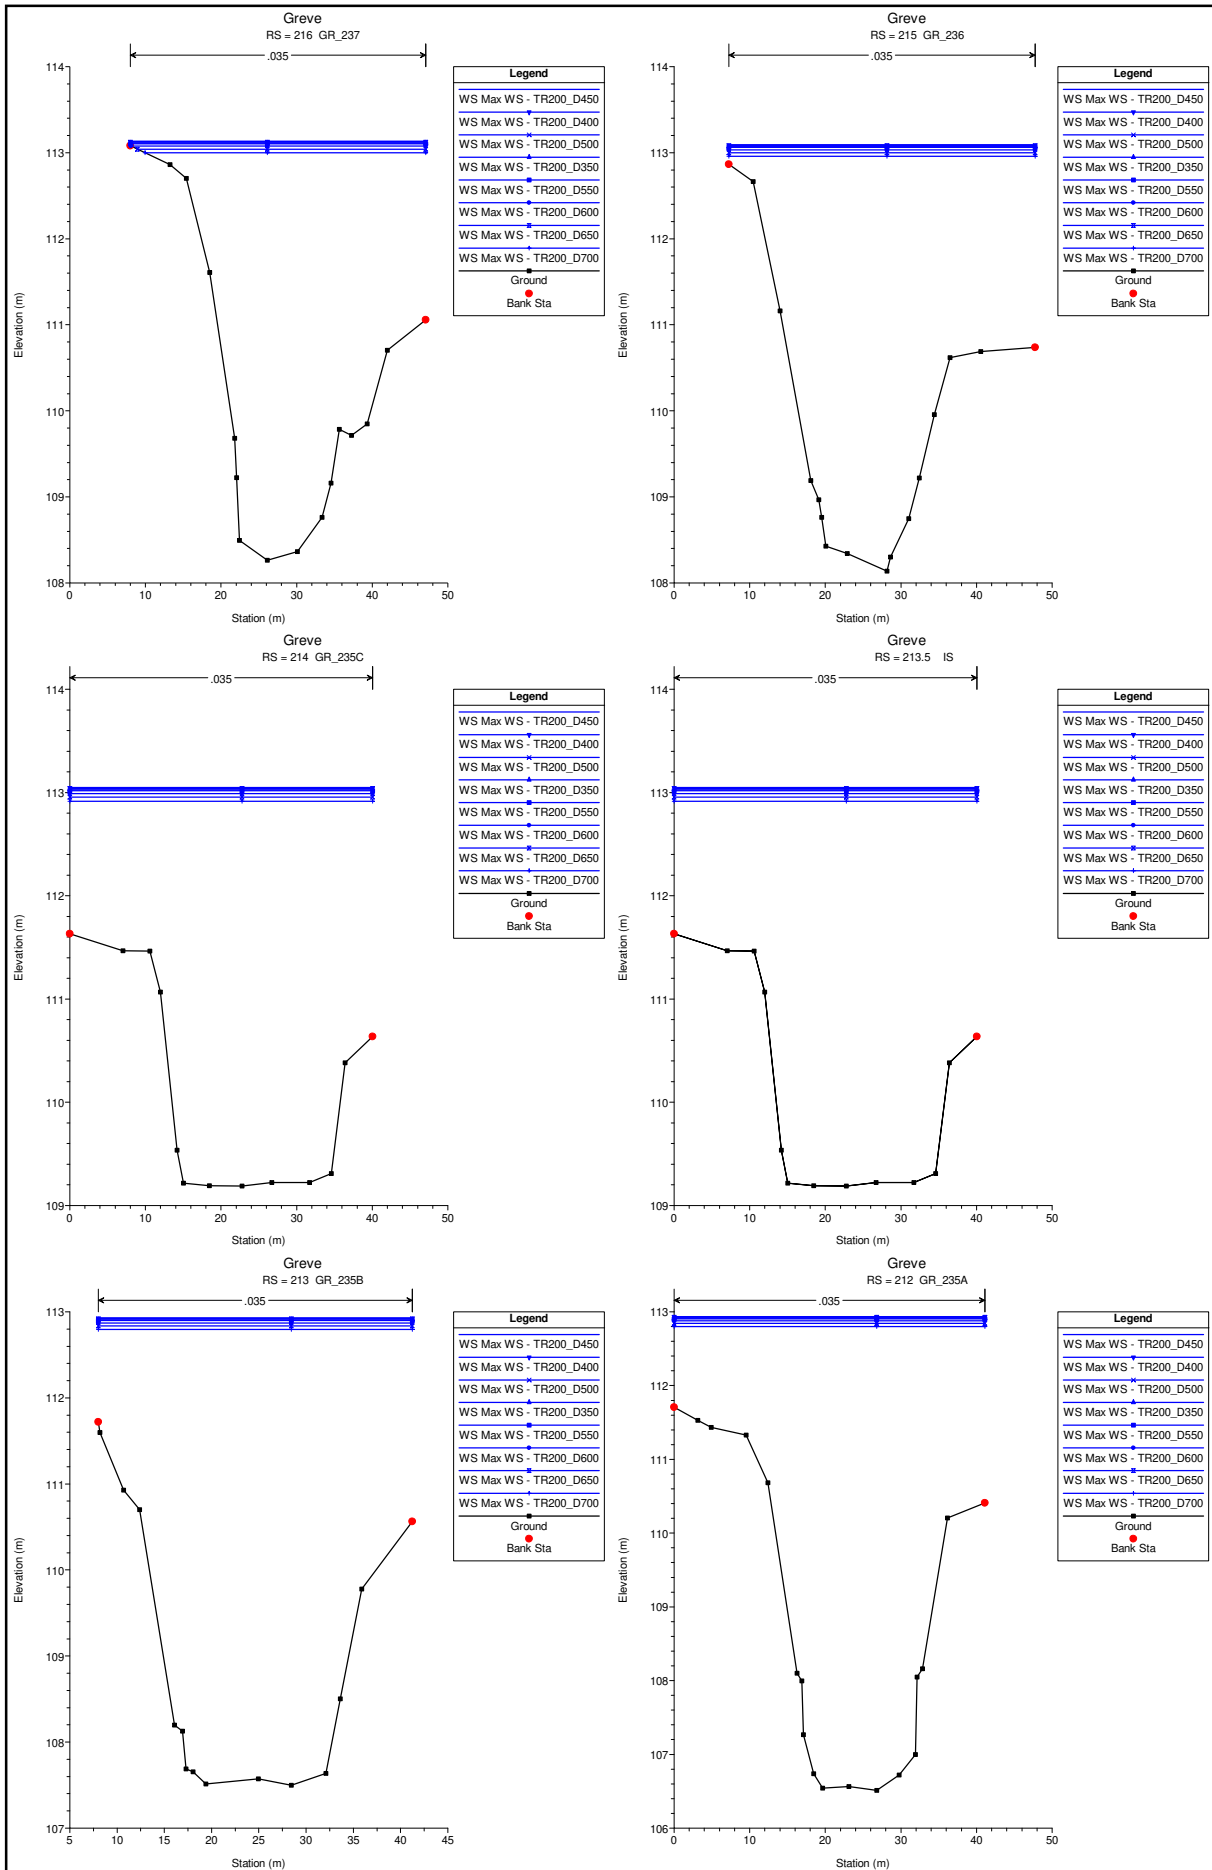 Greve
RS = 216 GR_237
.035
114
113
112
111
110
109
108
Elevation (m)
0 10 20 30 40 50
Station (m)
Legend
WS Max WS - TR200_D450
WS Max WS - TR200_D400
WS Max WS - TR200_D500
WS Max WS - TR200_D350
WS Max WS - TR200_D550
WS Max WS - TR200_D600
WS Max WS - TR200_D650
WS Max WS - TR200_D700
Ground
Bank Sta
Greve
RS = 215 GR_236
.035
114
113
112
111
110
109
108
Elevation (m)
0 10 20 30 40 50
Station (m)
Legend
WS Max WS - TR200_D450
WS Max WS - TR200_D400
WS Max WS - TR200_D500
WS Max WS - TR200_D350
WS Max WS - TR200_D550
WS Max WS - TR200_D600
WS Max WS - TR200_D650
WS Max WS - TR200_D700
Ground
Bank Sta
Greve
RS = 214 GR_235C
.035
114
113
112
111
110
109
Elevation (m)
0 10 20 30 40 50
Station (m)
Legend
WS Max WS - TR200_D450
WS Max WS - TR200_D400
WS Max WS - TR200_D500
WS Max WS - TR200_D350
WS Max WS - TR200_D550
WS Max WS - TR200_D600
WS Max WS - TR200_D650
WS Max WS - TR200_D700
Ground
Bank Sta
Greve
RS = 213.5 IS
.035
114
113
112
111
110
109
Elevation (m)
0 10 20 30 40 50
Station (m)
Legend
WS Max WS - TR200_D450
WS Max WS - TR200_D400
WS Max WS - TR200_D500
WS Max WS - TR200_D350
WS Max WS - TR200_D550
WS Max WS - TR200_D600
WS Max WS - TR200_D650
WS Max WS - TR200_D700
Ground
Bank Sta
Greve
RS = 213 GR_235B
.035
113
112
111
110
109
108
107
Elevation (m)
5 10 15 20 25 30 35 40 45
Station (m)
Legend
WS Max WS - TR200_D450
WS Max WS - TR200_D400
WS Max WS - TR200_D500
WS Max WS - TR200_D350
WS Max WS - TR200_D550
WS Max WS - TR200_D600
WS Max WS - TR200_D650
WS Max WS - TR200_D700
Ground
Bank Sta
Greve
RS = 212 GR_235A
.035
113
112
111
110
109
108
107
106
Elevation (m)
0 10 20 30 40 50
Station (m)
Legend
WS Max WS - TR200_D450
WS Max WS - TR200_D400
WS Max WS - TR200_D500
WS Max WS - TR200_D350
WS Max WS - TR200_D550
WS Max WS - TR200_D600
WS Max WS - TR200_D650
WS Max WS - TR200_D700
Ground
Bank Sta